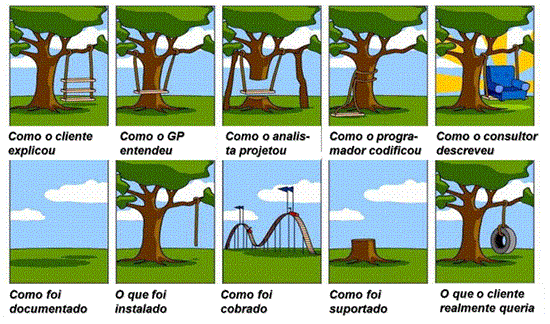 Como o cliente
explicou
Como o GP
entendeu
Como o analis-
ta projetou
Como o progra-
mador codificou
Como o consultor
descreveu
Como foi
documentado
O que foi
instalado
Como foi
cobrado
Como foi
suportado
O que o cliente
realmente queria